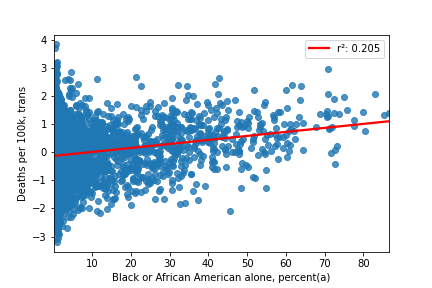 r²: 0.205
4
3
2
1
0
−1
−2
−3
Deaths per 100k, trans
10 20 30 40 50 60 70 80
Black or African American alone, percent(a)